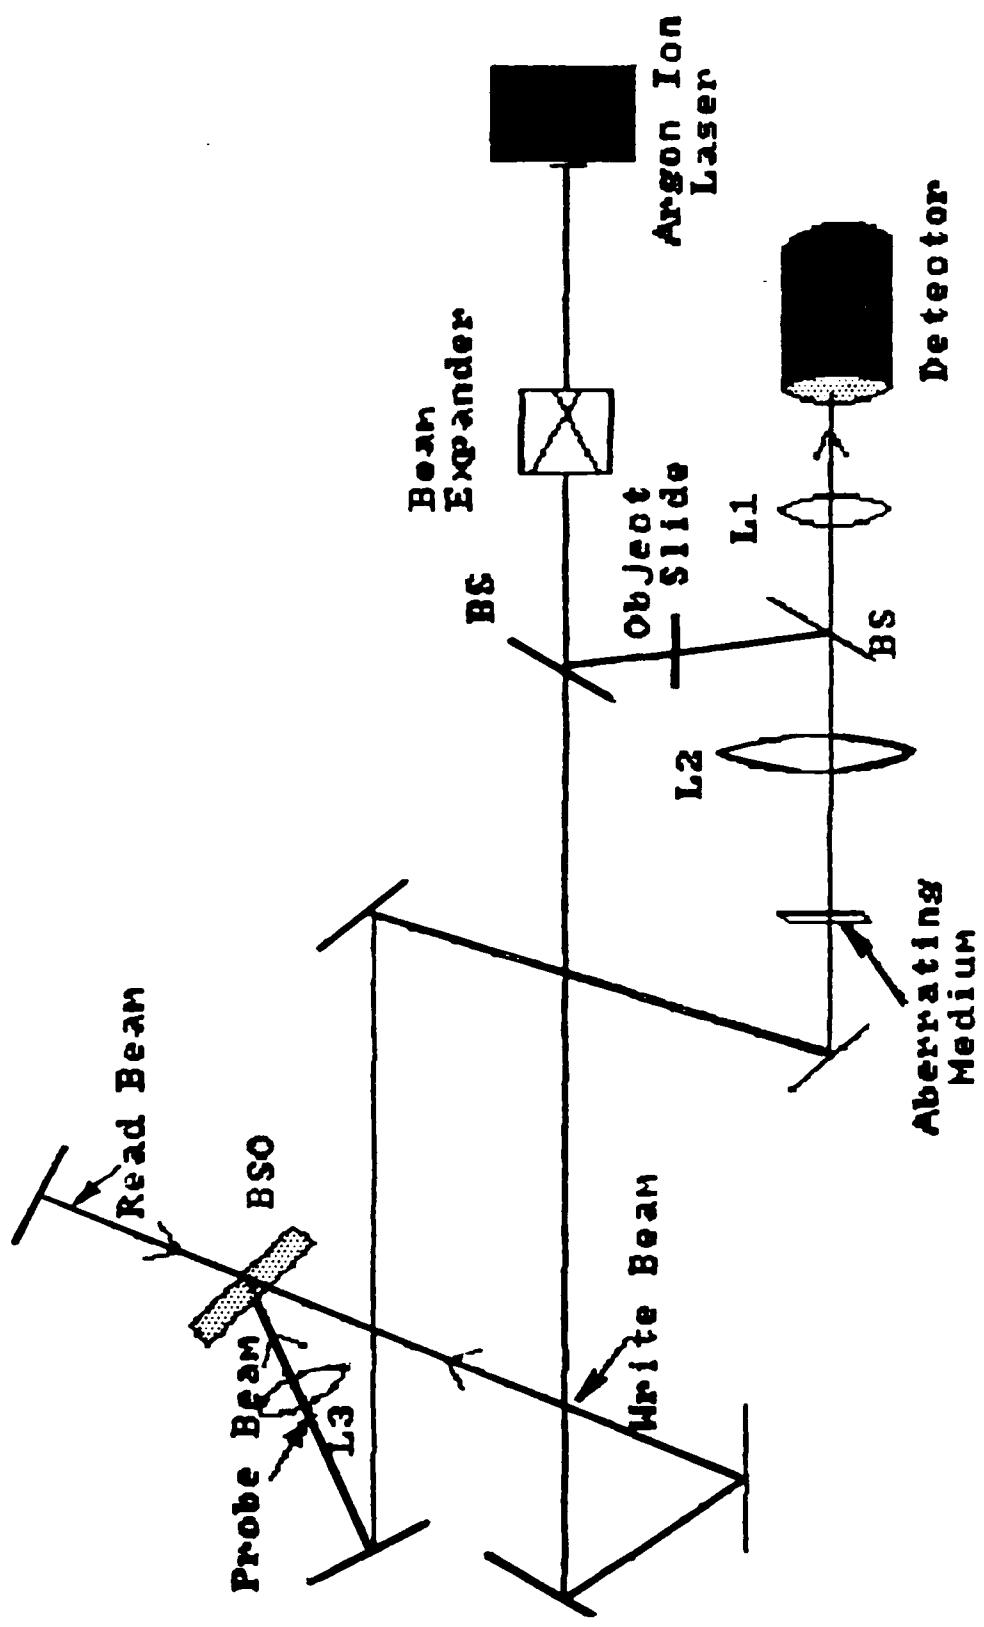 Read Beam
Probe Beam
BSO
L3
Beam
Expander
BS
Object
Slide
Write Beam
Argon Ion
Laser
L2
L1
BS
Aberrating
Medium
Detector